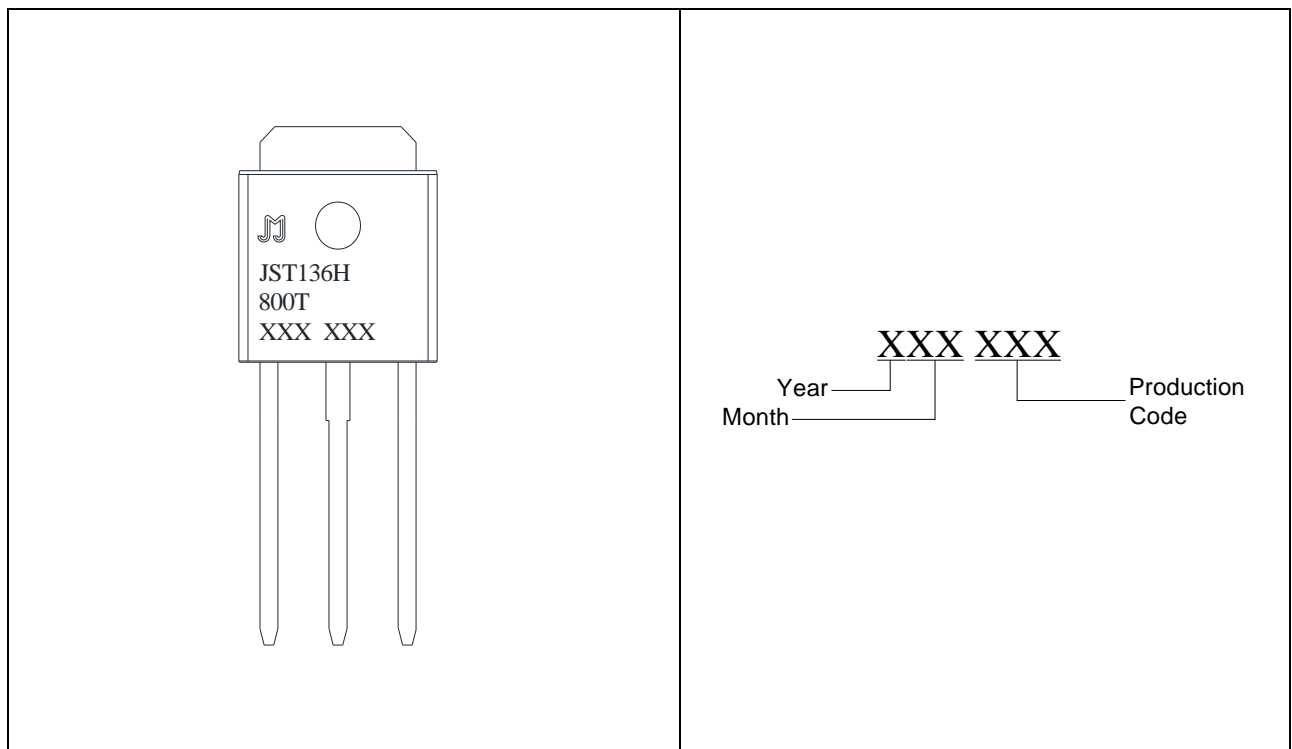 JST136H
800T
XXX XXX
XXX XXX
Year
Month
Production
Code